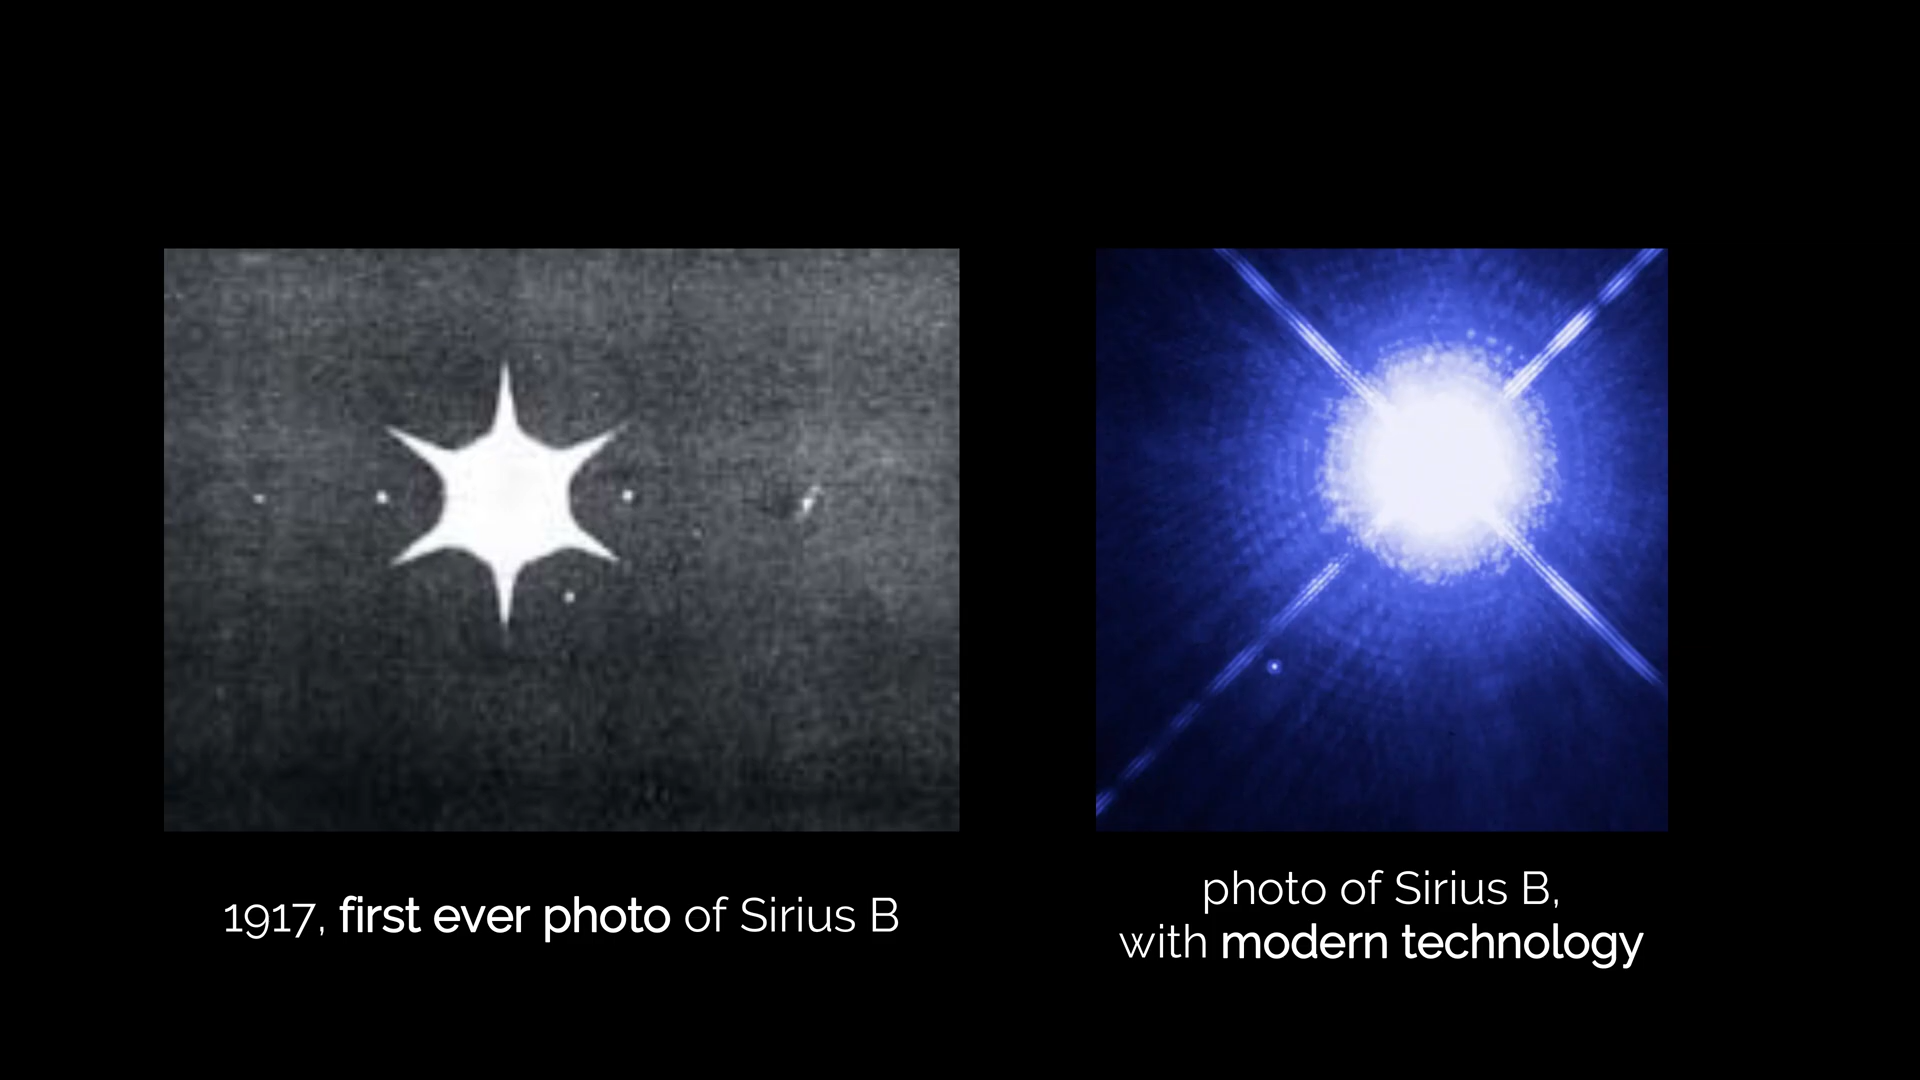 1917, first ever photo of Sirius B
photo of Sirius B,
with modern technology